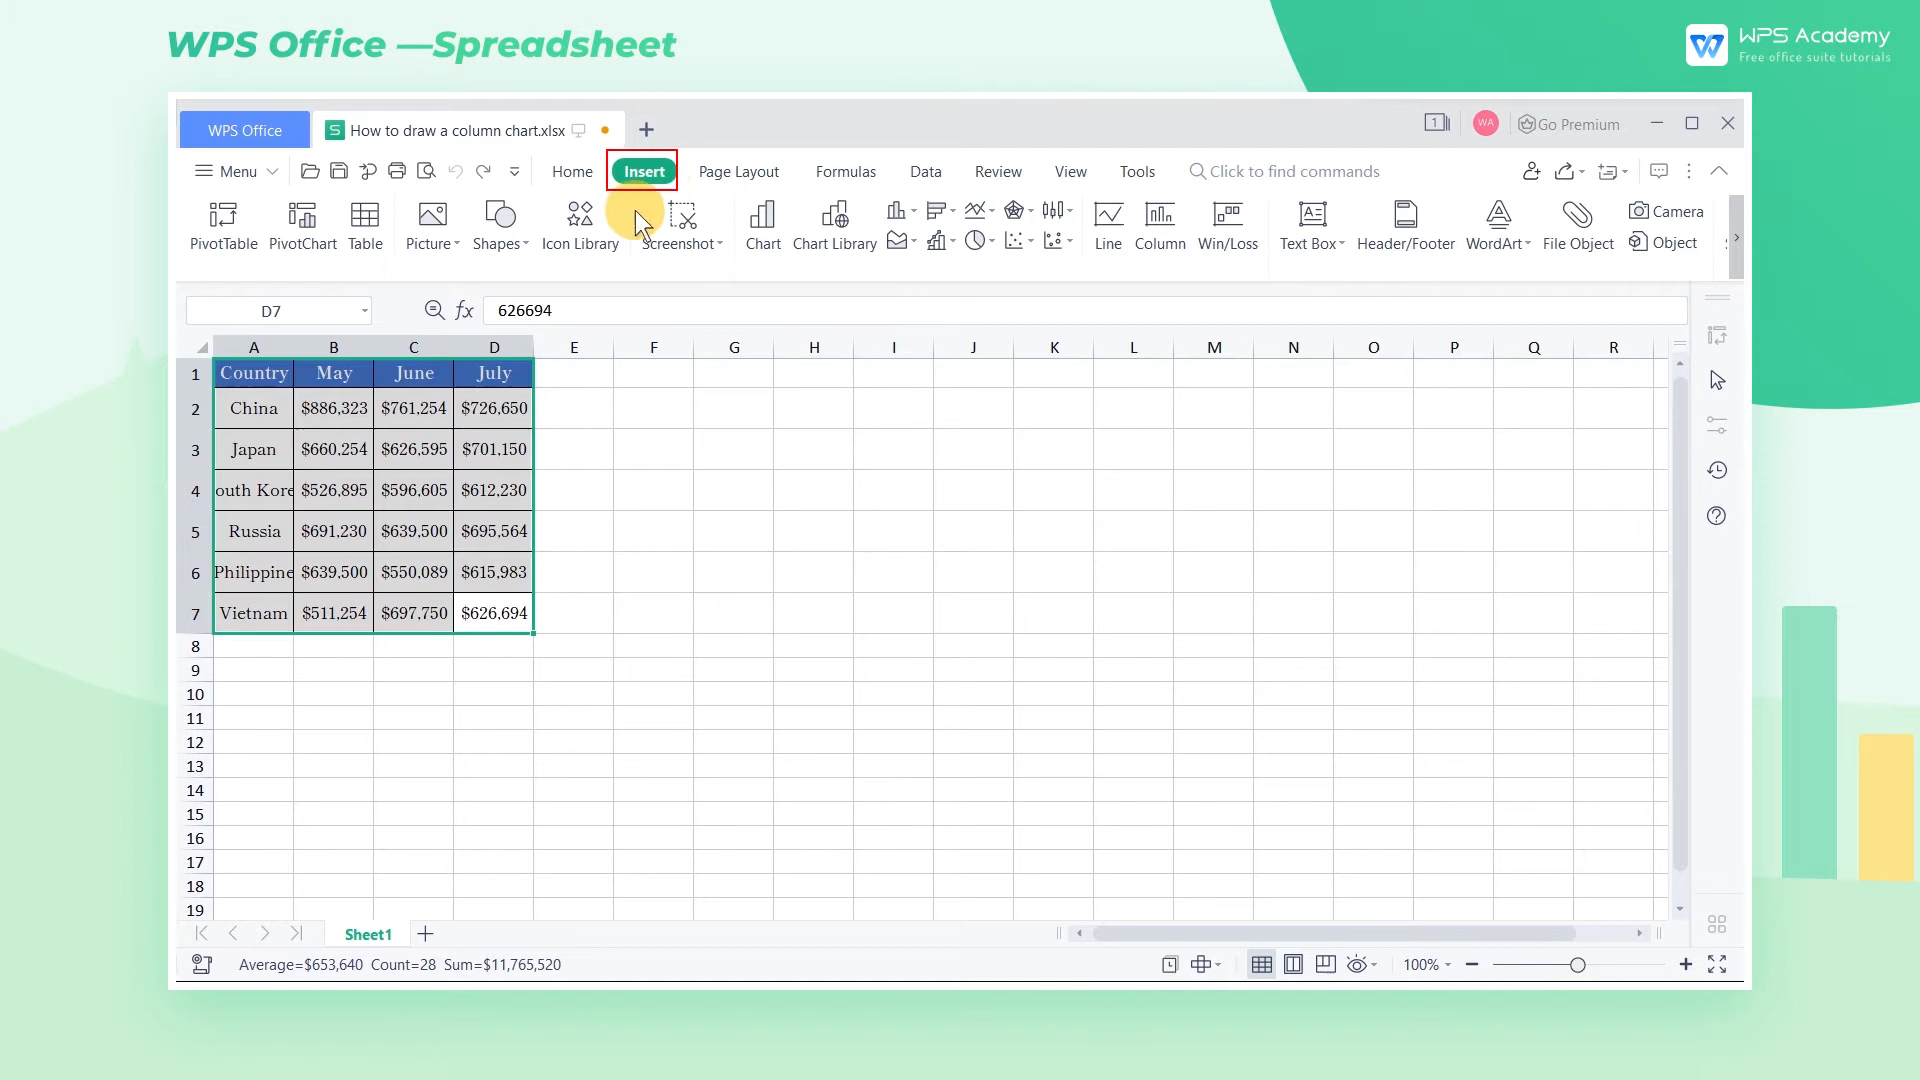 WPS Office —Spreadsheet
WPS Academy
Free office suite tutorials
WPS Office
How to draw a column chart.xlsx
1
WA
Go Premium
Menu
Home
Insert
Page Layout
Formulas
Data
Review
View
Tools
Click to find commands
PivotTable
PivotChart
Table
Picture
Shapes
Icon Library
Screenshot
Chart
Chart Library
Line
Column
Win/Loss
Text Box
Header/Footer
WordArt
File Object
Camera
Object
D7
fx
626694
A B C D E F G H I J K L M N O P Q R
1 Country May June July
2 China $886,323 $761,254 $726,650
3 Japan $660,254 $626,595 $701,150
4 outh Kore $526,895 $596,605 $612,230
5 Russia $691,230 $639,500 $695,564
6 Philippine $639,500 $550,089 $615,983
7 Vietnam $511,254 $697,750 $626,694
8
9
10
11
12
13
14
15
16
17
18
19
Sheet1
Average=$653,640 Count=28 Sum=$11,765,520
100%